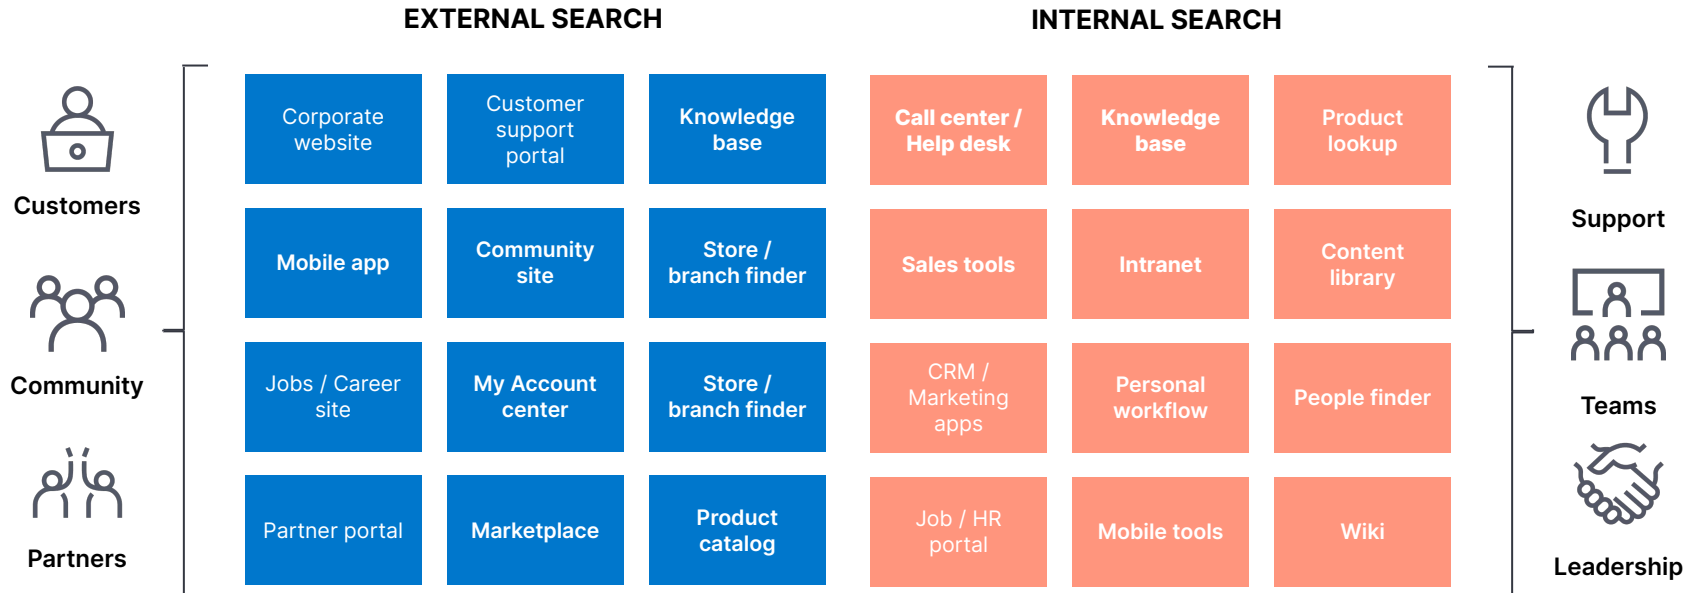 EXTERNAL SEARCH
INTERNAL SEARCH
Customers
Community
Partners
Corporate
website
Customer
support
portal
Knowledge
base
Mobile app
Community
site
Store /
branch finder
Jobs / Career
site
My Account
center
Store /
branch finder
Partner portal
Marketplace
Product
catalog
Call center /
Help desk
Knowledge
base
Product
lookup
Sales tools
Intranet
Content
library
CRM /
Marketing
apps
Personal
workflow
People finder
Job / HR
portal
Mobile tools
Wiki
Support
Teams
Leadership